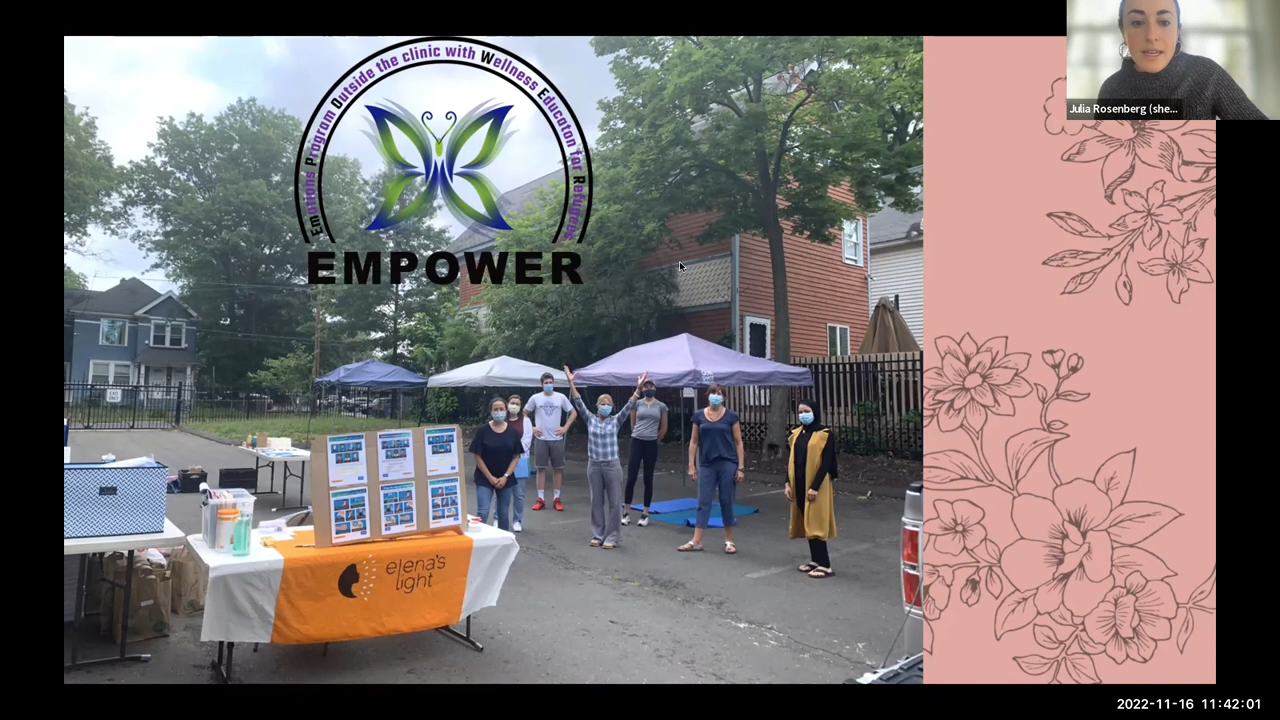 Emotions Program Outside the clinic with Wellness Educaton for Refugees
EMPOWER
Julia Rosenberg (she...
elena's
light
2022-11-16 11:42:01